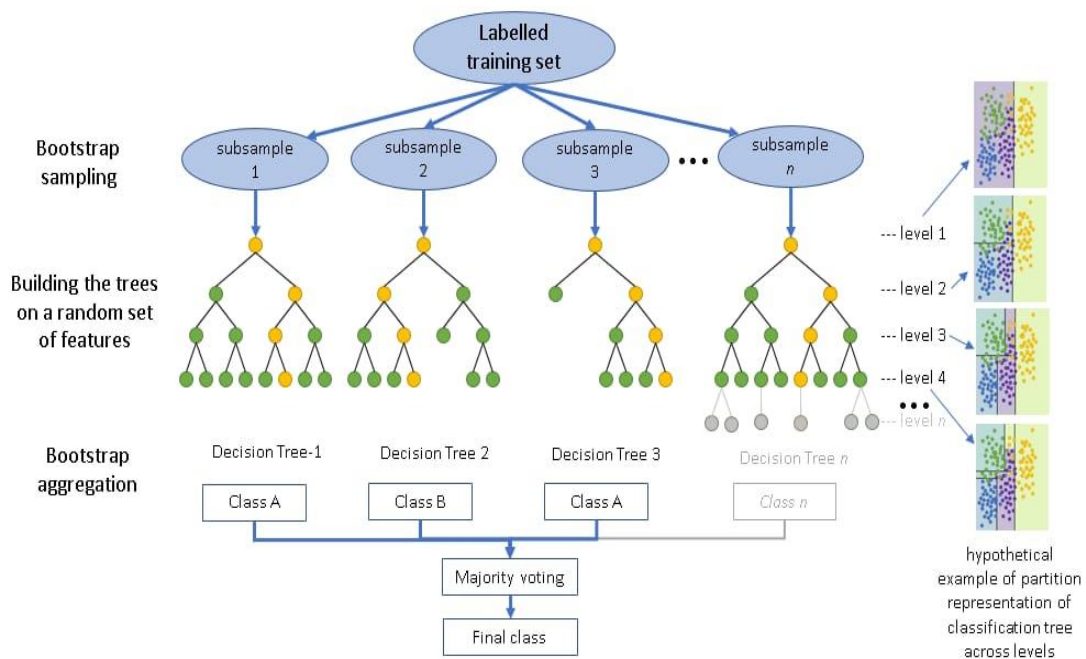 Labelled
training set
Bootstrap
sampling
subsample
1
subsample
2
subsample
3
•••
subsample
n
Building the trees
on a random set
of features
--- level 1
--- level 2
--- level 3
--- level 4
•••
--- level n
Bootstrap
aggregation
Decision Tree-1
Decision Tree 2
Decision Tree 3
Decision Tree n
Class A
Class B
Class A
Class n
Majority voting
Final class
hypothetical
example of partition
representation of
classification tree
across levels